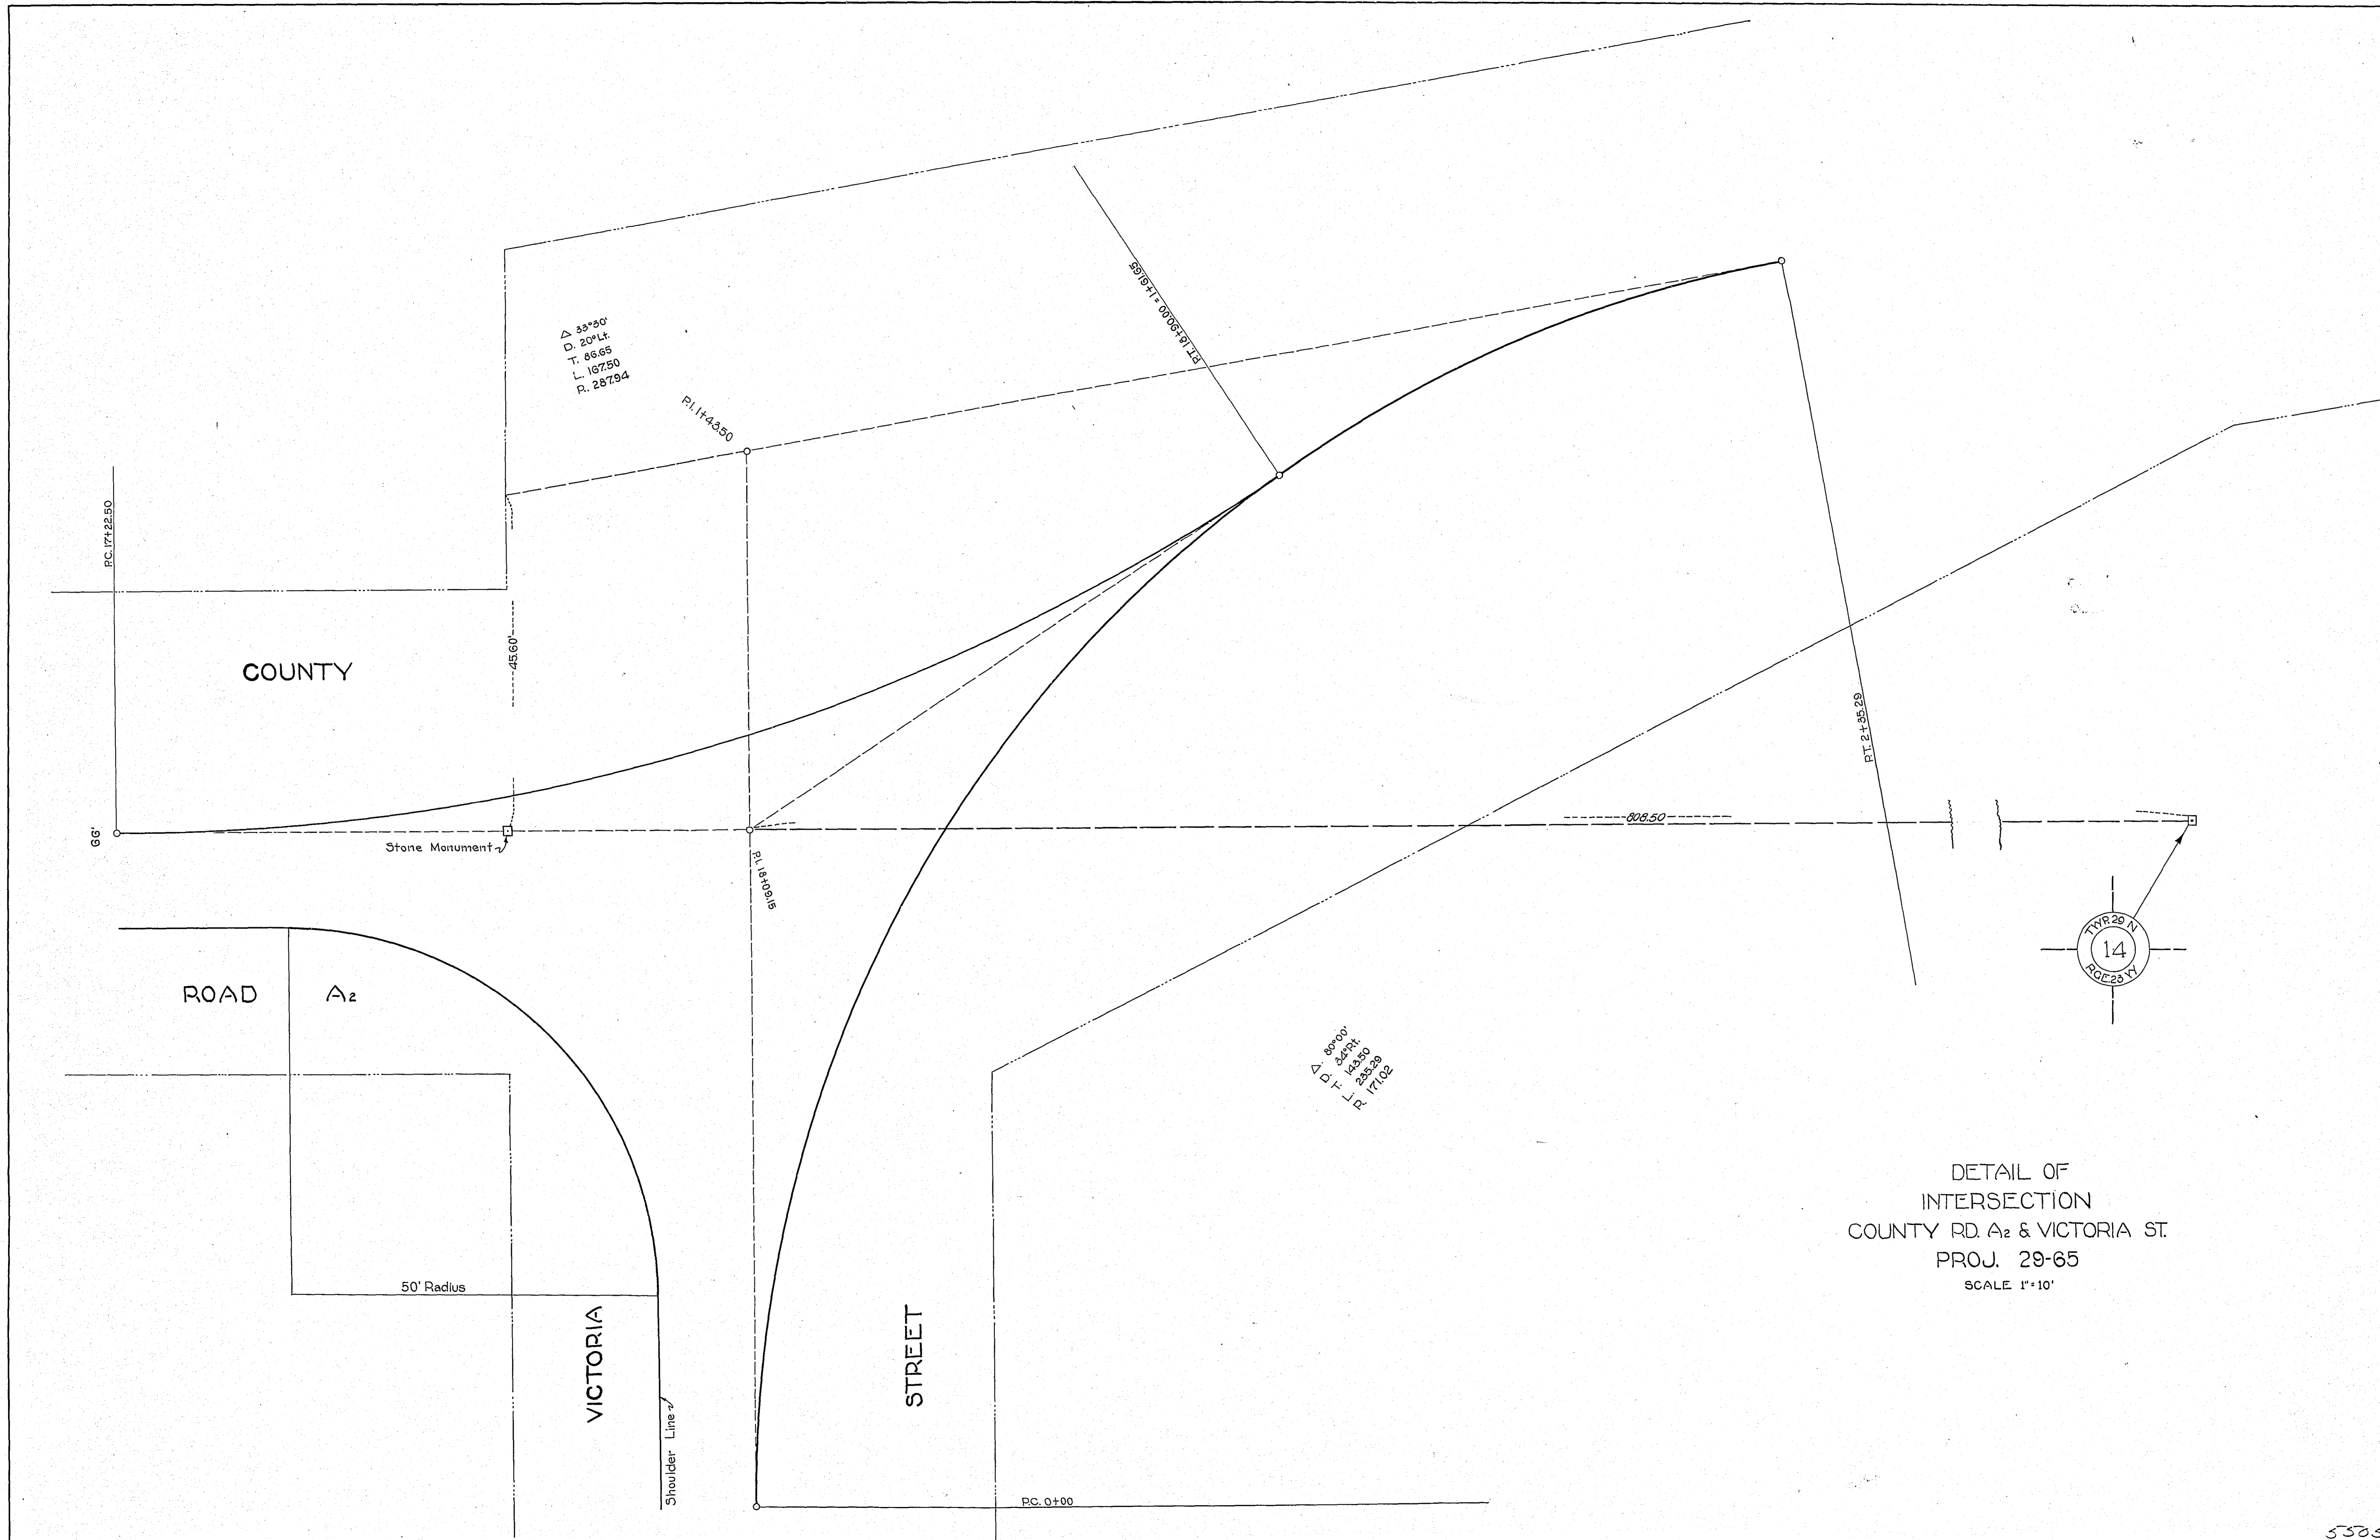 Δ 33°30'
D. 20° Lt.
T. 86.65
L. 167.50
R. 287.94
P.I. 1+43.50
P.T. 18+90.00 = 1+61.65
P.C. 17+22.50
45.60'
COUNTY
66'
Stone Monument
P.I. 18+09.15
808.50
P.T. 2+35.29
TWP. 29 N
14
RGE. 23 W
ROAD A2
50' Radius
VICTORIA
STREET
Shoulder Line
P.C. 0+00
Δ. 80°00'
D. 34° Rt.
T. 143.50
L. 235.29
R. 171.02
DETAIL OF
INTERSECTION
COUNTY RD. A2 & VICTORIA ST.
PROJ. 29-65
SCALE 1"=10'